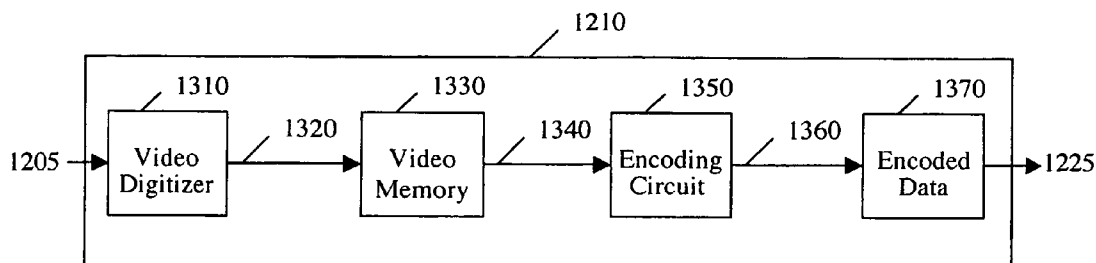 1210
1310
1330
1350
1370
1320
1340
1360
1205
Video
Digitizer
Video
Memory
Encoding
Circuit
Encoded
Data
1225